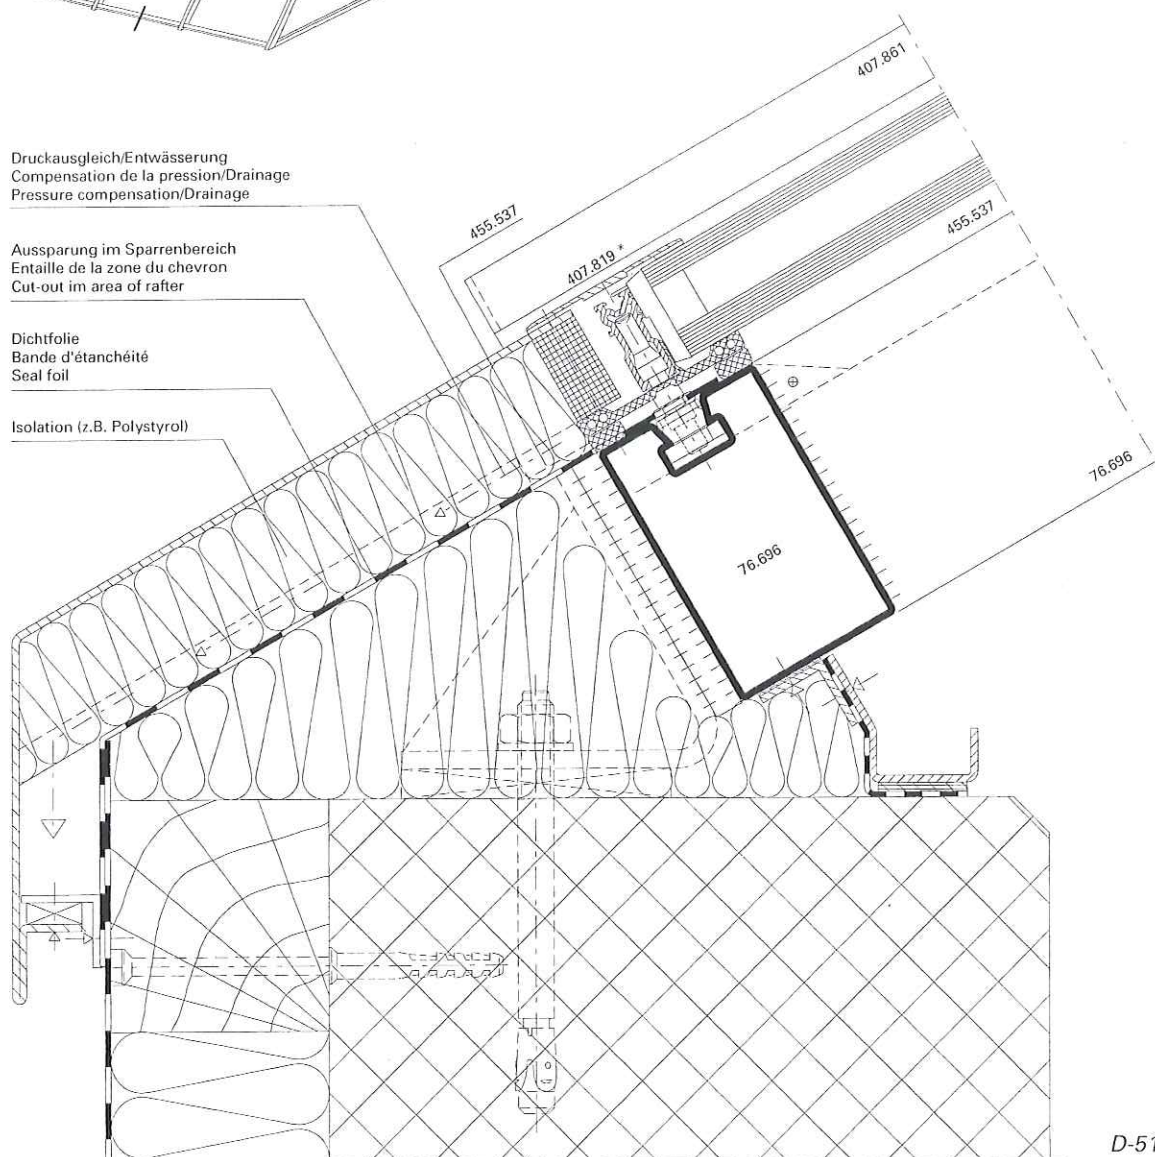 Druckausgleich/Entwässerung
Compensation de la pression/Drainage
Pressure compensation/Drainage
Aussparung im Sparrenbereich
Entaille de la zone du chevron
Cut-out im area of rafter
Dichtfolie
Bande d'étanchéité
Seal foil
Isolation (z.B. Polystyrol)
407.861
455.537
407.819 *
455.537
76.696
76.696
D-51